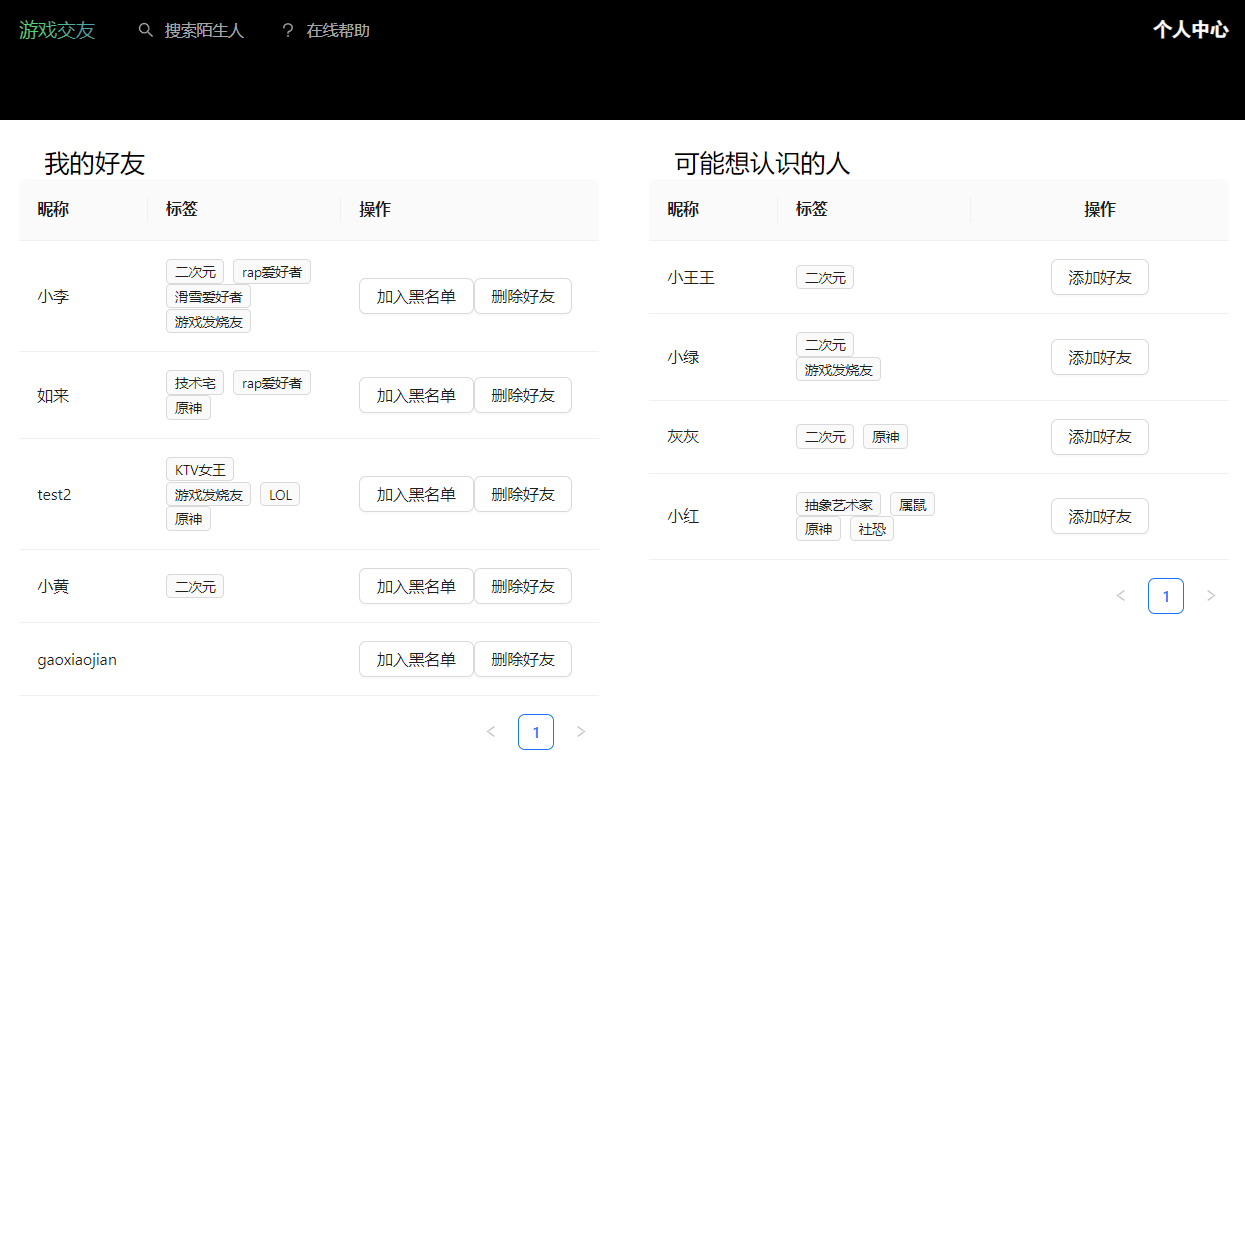 游戏交友 搜索陌生人 ? 在线帮助 个人中心
我的好友
昵称 标签 操作
小李 二次元 rap爱好者 滑雪爱好者 游戏发烧友 加入黑名单 删除好友
如来 技术宅 rap爱好者 原神 加入黑名单 删除好友
test2 KTV女王 游戏发烧友 LOL 原神 加入黑名单 删除好友
小黄 二次元 加入黑名单 删除好友
gaoxiaojian 加入黑名单 删除好友
< 1 >
可能想认识的人
昵称 标签 操作
小王王 二次元 添加好友
小绿 二次元 游戏发烧友 添加好友
灰灰 二次元 原神 添加好友
小红 抽象艺术家 属鼠 原神 社恐 添加好友
< 1 >